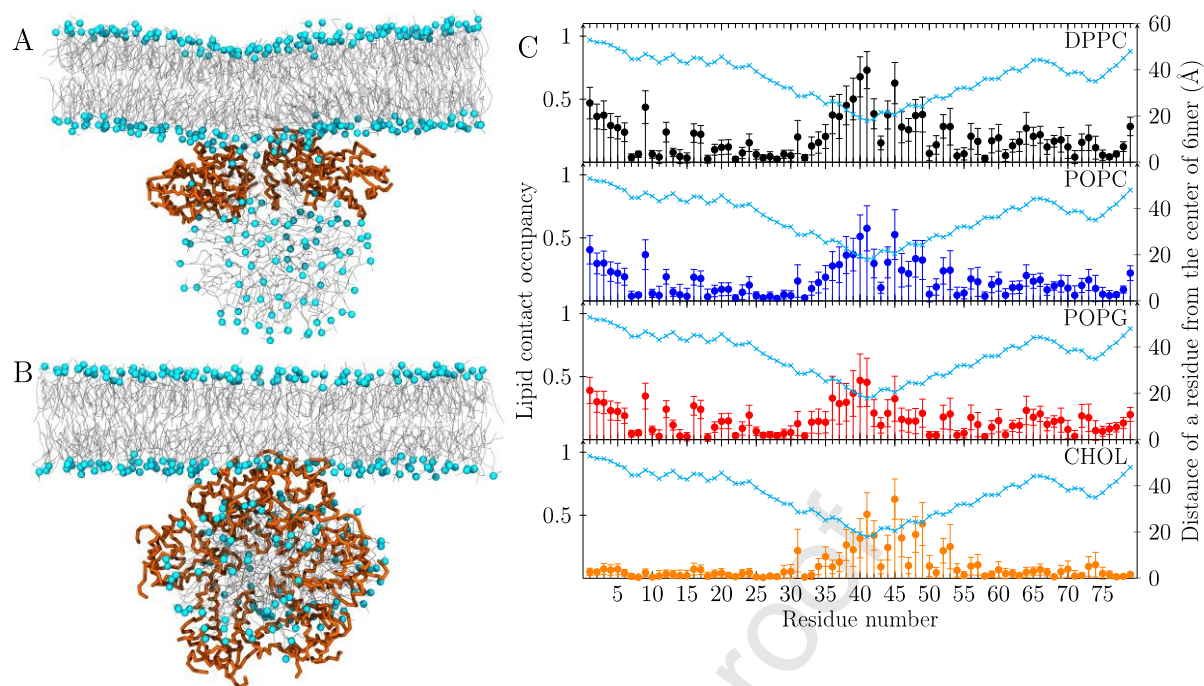 A
B
C
DPPC
POPC
POPG
CHOL
1
0.5
1
0.5
1
0.5
1
0.5
60
40
20
0
40
20
0
40
20
0
40
20
0
Lipid contact occupancy
Distance of a residue from the center of 6mer (Å)
5 10 15 20 25 30 35 40 45 50 55 60 65 70 75
Residue number
roof